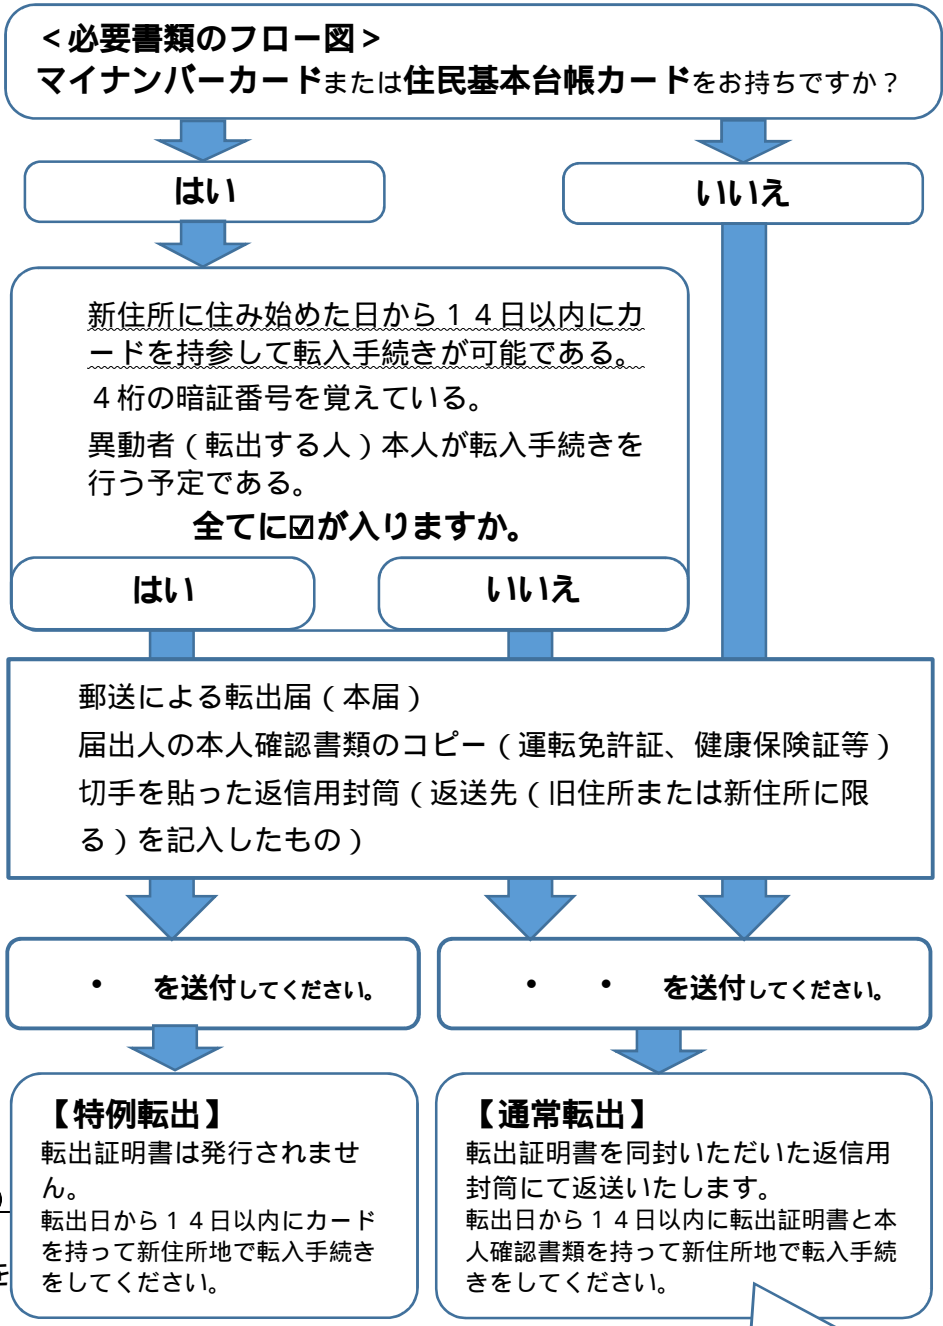 ＜必要書類のフロー図＞
マイナンバーカードまたは住民基本台帳カードをお持ちですか？
はい
いいえ
新住所に住み始めた日から１４日以内にカ
ードを持参して転入手続きが可能である。
４桁の暗証番号を覚えている。
異動者（転出する人）本人が転入手続きを
行う予定である。
全てに☑が入りますか。
はい
いいえ
郵送による転出届（本届）
届出人の本人確認書類のコピー（運転免許証、健康保険証等）
切手を貼った返信用封筒（返送先（旧住所または新住所に限
る）を記入したもの）
・　を送付してください。
・　・　を送付してください。
【特例転出】
転出証明書は発行されませ
ん。
転出日から１４日以内にカード
を持って新住所地で転入手続き
をしてください。
【通常転出】
転出証明書を同封いただいた返信用
封筒にて返送いたします。
転出日から１４日以内に転出証明書と本
人確認書類を持って新住所地で転入手続
きをしてください。